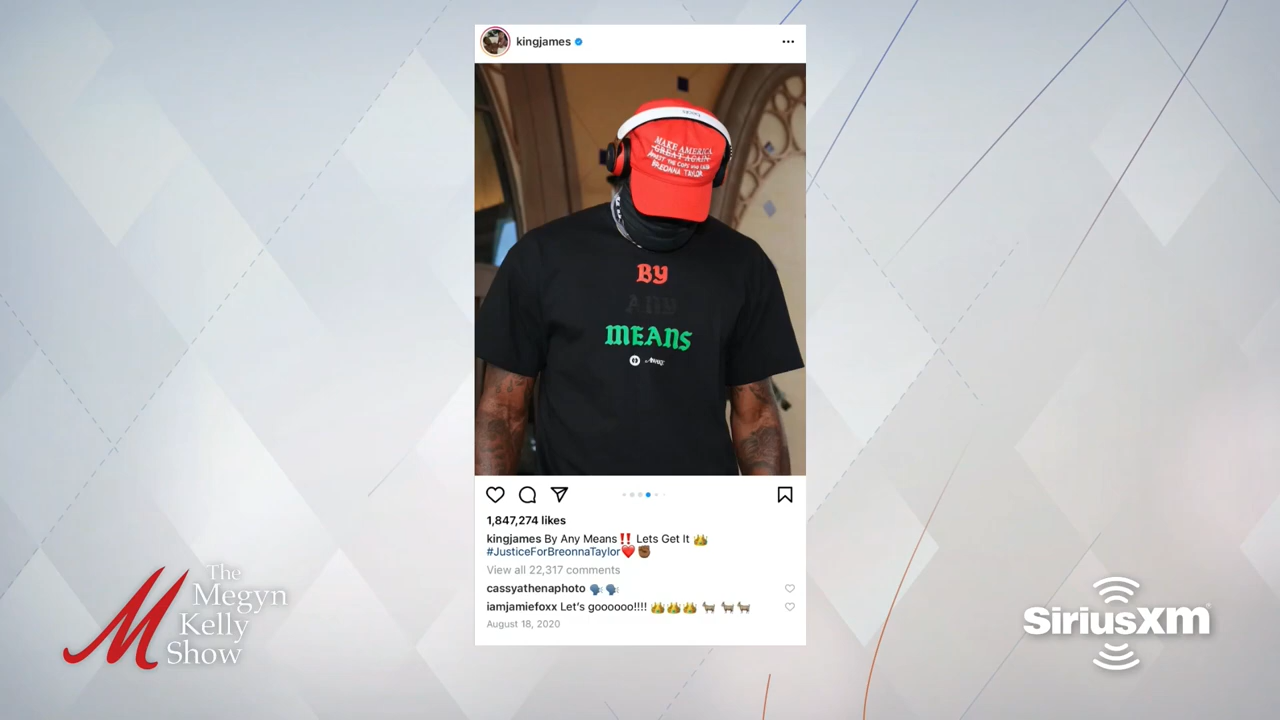 kingjames
MAKE AMERICA
GREAT AGAIN
ARREST THE COPS WHO KILLED
BREONNA TAYLOR
BY
ANY
MEANS
AWAKE
1,847,274 likes
kingjames By Any Means‼️ Lets Get It 👑
#JusticeForBreonnaTaylor❤️✊🏾
View all 22,317 comments
cassyathenaphoto 🗣️🗣️
iamjamiefoxx Let's goooooo!!!! 👑👑👑 🐐 🐐 🐐
August 18, 2020
The
Megyn
Kelly
Show
SiriusXM